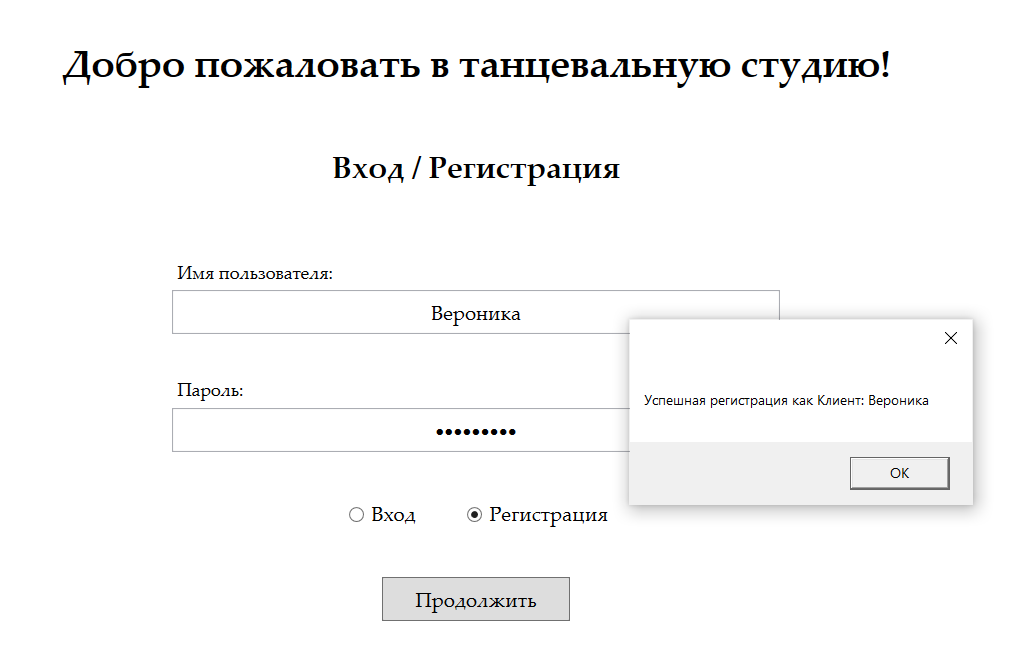 Добро пожаловать в танцевальную студию!
Вход / Регистрация
Имя пользователя:
Вероника
Успешная регистрация как Клиент: Вероника
Пароль:
•••••••••
OK
Вход
Регистрация
Продолжить